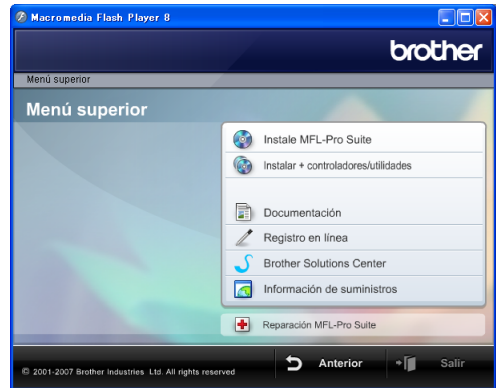 Macromedia Flash Player 8
brother
Menú superior
Menú superior
Instale MFL-Pro Suite
Instalar + controladores/utilidades
Documentación
Registro en línea
Brother Solutions Center
Información de suministros
Reparación MFL-Pro Suite
© 2001-2007 Brother Industries Ltd. All rights reserved
Anterior
Salir